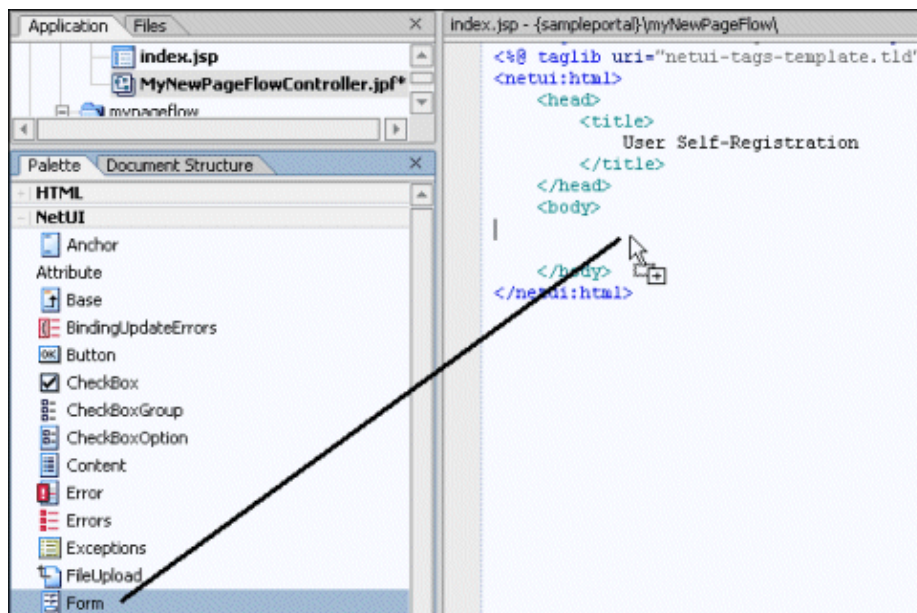 Application Files
index.jsp
MyNewPageFlowController.jpf*
mypageflow
Palette Document Structure
HTML
NetUI
Anchor
Attribute
Base
BindingUpdateErrors
OK Button
CheckBox
CheckBoxGroup
CheckBoxOption
Content
Error
Errors
Exceptions
FileUpload
Form
index.jsp - {sampleportal}\myNewPageFlow\
<%@ taglib uri="netui-tags-template.tld"
<netui:html>
<head>
<title>
User Self-Registration
</title>
</head>
<body>
</body>
</netui:html>